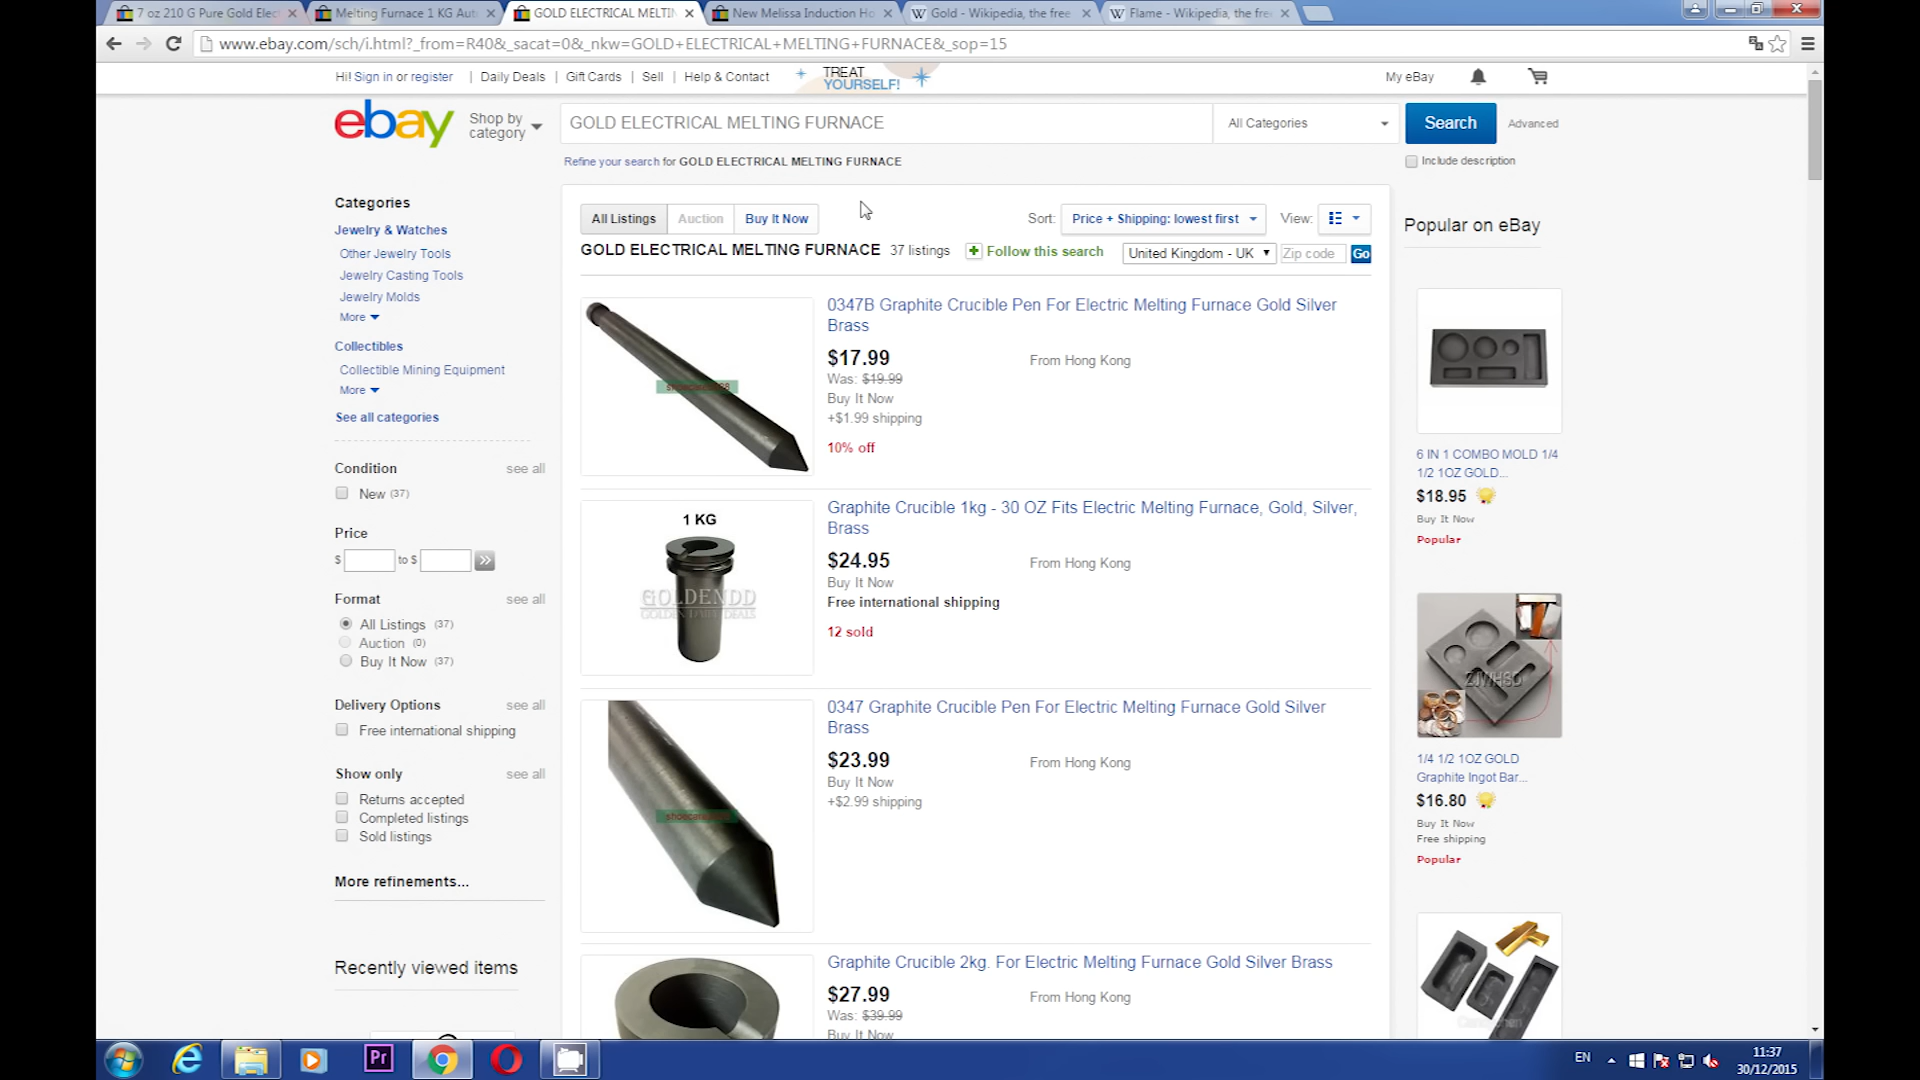 7 oz 210 G Pure Gold Elec
Melting Furnace 1 KG Aut
GOLD ELECTRICAL MELTIN
New Melissa Induction Ho
Gold - Wikipedia, the free
Flame - Wikipedia, the free
www.ebay.com/sch/i.html?_from=R40&_sacat=0&_nkw=GOLD+ELECTRICAL+MELTING+FURNACE&_sop=15
Hi! Sign in or register | Daily Deals | Gift Cards | Sell | Help & Contact
TREAT
YOURSELF!
My eBay
ebay
Shop by
category
GOLD ELECTRICAL MELTING FURNACE
All Categories
Search
Advanced
Refine your search for GOLD ELECTRICAL MELTING FURNACE
Include description
Categories
Jewelry & Watches
Other Jewelry Tools
Jewelry Casting Tools
Jewelry Molds
More
Collectibles
Collectible Mining Equipment
More
See all categories
Condition see all
New (37)
Price
$ to $
Format see all
All Listings (37)
Auction (0)
Buy It Now (37)
Delivery Options see all
Free international shipping
Show only see all
Returns accepted
Completed listings
Sold listings
More refinements...
Recently viewed items
All Listings Auction Buy It Now
Sort: Price + Shipping: lowest first View:
GOLD ELECTRICAL MELTING FURNACE 37 listings Follow this search United Kingdom - UK Zip code Go
0347B Graphite Crucible Pen For Electric Melting Furnace Gold Silver
Brass
$17.99
From Hong Kong
Was: $19.99
Buy It Now
+$1.99 shipping
10% off
1 KG
GOLDENDD
GOLDEN DAILY DEALS
Graphite Crucible 1kg - 30 OZ Fits Electric Melting Furnace, Gold, Silver,
Brass
$24.95
From Hong Kong
Buy It Now
Free international shipping
12 sold
0347 Graphite Crucible Pen For Electric Melting Furnace Gold Silver
Brass
$23.99
From Hong Kong
Buy It Now
+$2.99 shipping
Graphite Crucible 2kg. For Electric Melting Furnace Gold Silver Brass
$27.99
From Hong Kong
Was: $39.99
Buy It Now
Popular on eBay
6 IN 1 COMBO MOLD 1/4
1/2 1OZ GOLD...
$18.95
Buy It Now
Popular
1/4 1/2 1OZ GOLD
Graphite Ingot Bar...
$16.80
Buy It Now
Free shipping
Popular
Pr
EN
11:37
30/12/2015